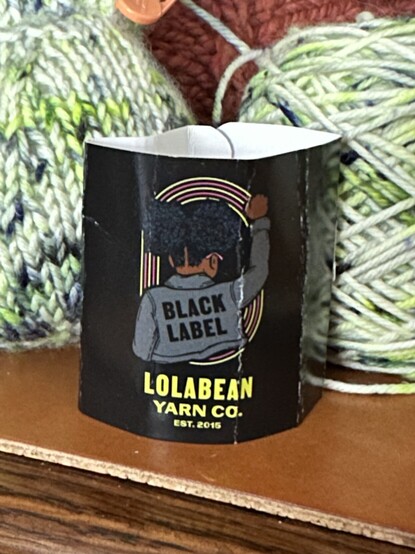 BLACK
LABEL
LOLABEAN
YARN CO.
EST. 2015